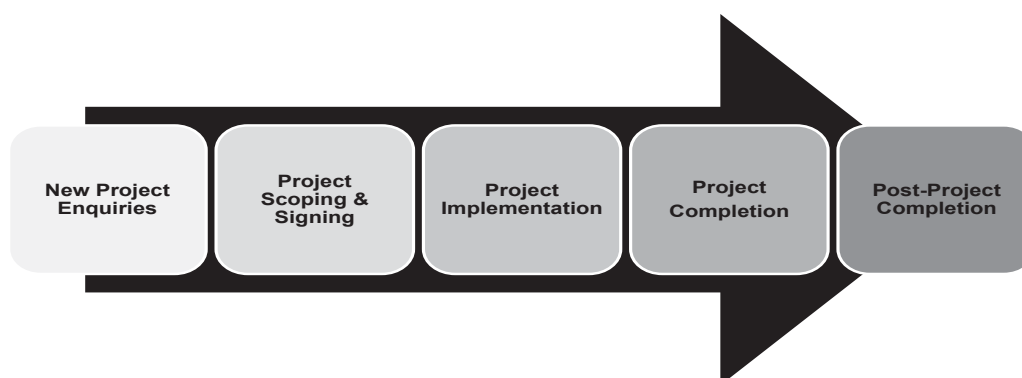 New Project
Enquiries
Project
Scoping &
Signing
Project
Implementation
Project
Completion
Post-Project
Completion